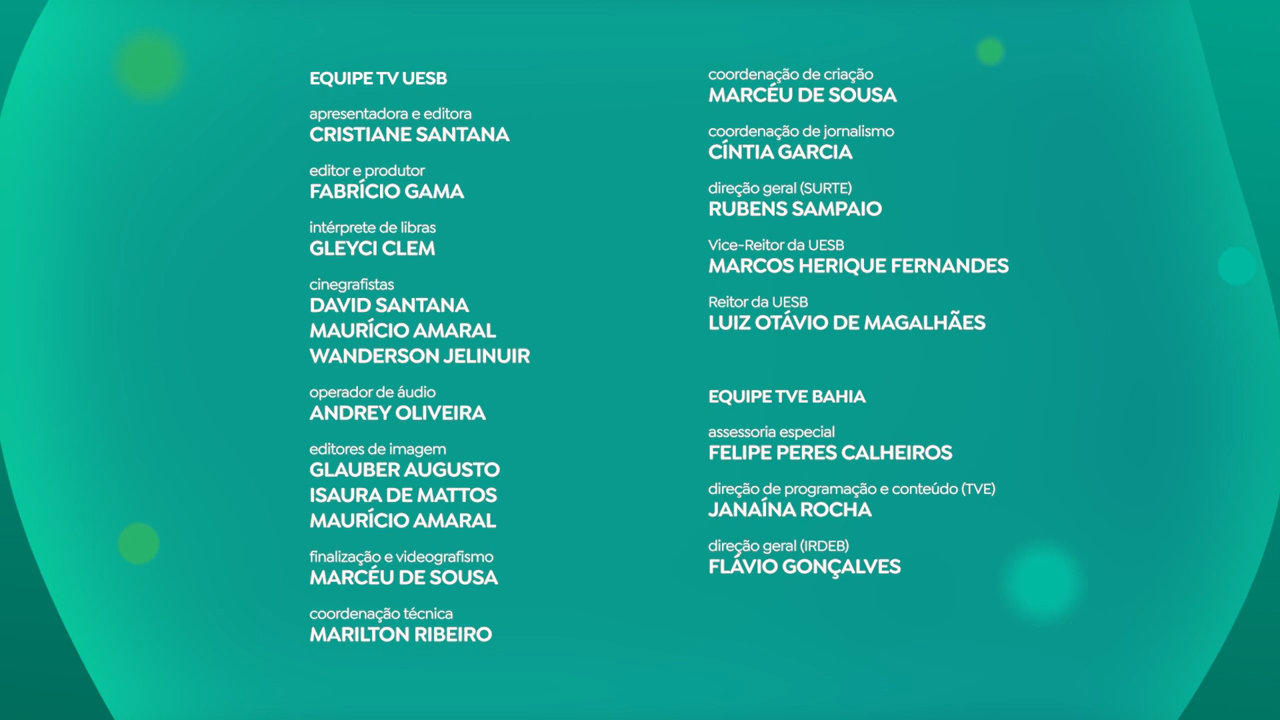 EQUIPE TV UESB
apresentadora e editora
CRISTIANE SANTANA
editor e produtor
FABRÍCIO GAMA
intérprete de libras
GLEYCI CLEM
cinegrafistas
DAVID SANTANA
MAURÍCIO AMARAL
WANDERSON JELINUIR
operador de áudio
ANDREY OLIVEIRA
editores de imagem
GLAUBER AUGUSTO
ISAURA DE MATTOS
MAURÍCIO AMARAL
finalização e videografismo
MARCÉU DE SOUSA
coordenação técnica
MARILTON RIBEIRO
coordenação de criação
MARCÉU DE SOUSA
coordenação de jornalismo
CÍNTIA GARCIA
direção geral (SURTE)
RUBENS SAMPAIO
Vice-Reitor da UESB
MARCOS HERIQUE FERNANDES
Reitor da UESB
LUIZ OTÁVIO DE MAGALHÃES
EQUIPE TVE BAHIA
assessoria especial
FELIPE PERES CALHEIROS
direção de programação e conteúdo (TVE)
JANAÍNA ROCHA
direção geral (IRDEB)
FLÁVIO GONÇALVES